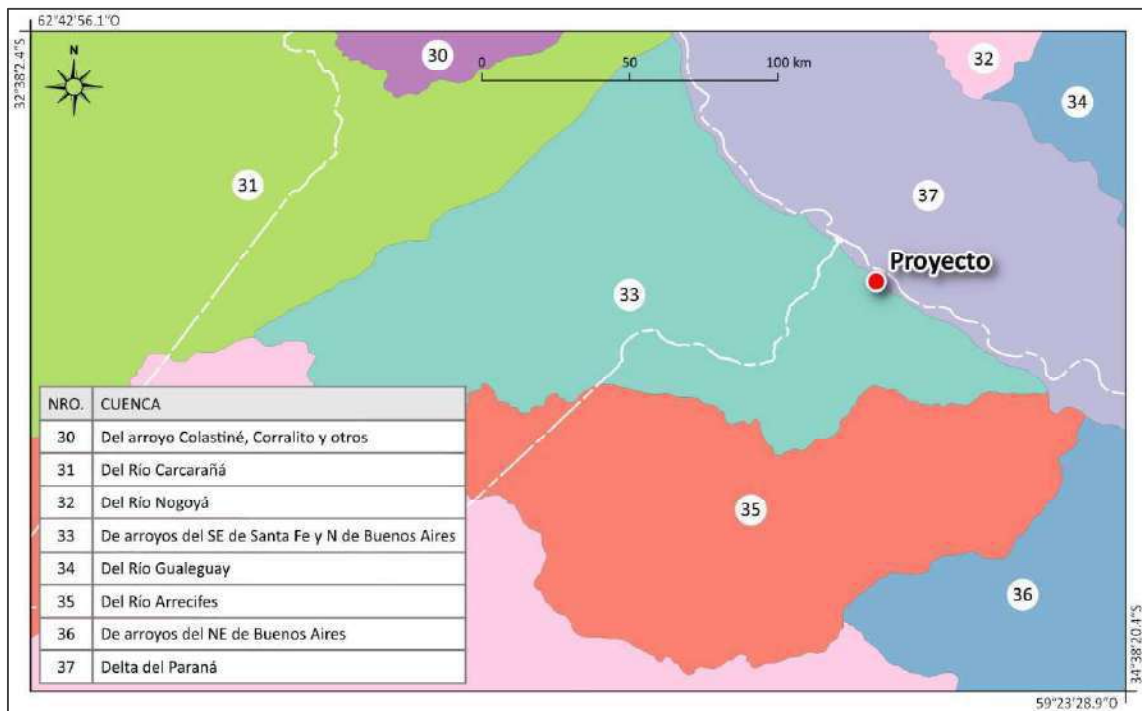 62°42'56.1"O
32°38'2.4"S
N
30
0 50 100 km
32
34
31
37
Proyecto
33
NRO. CUENCA
30 Del arroyo Colastiné, Corralito y otros
31 Del Río Carcarañá
32 Del Río Nogoyá
33 De arroyos del SE de Santa Fe y N de Buenos Aires
34 Del Río Gualeguay
35 Del Río Arrecifes
36 De arroyos del NE de Buenos Aires
37 Delta del Paraná
35
36
34°38'20.4"S
59°23'28.9"O